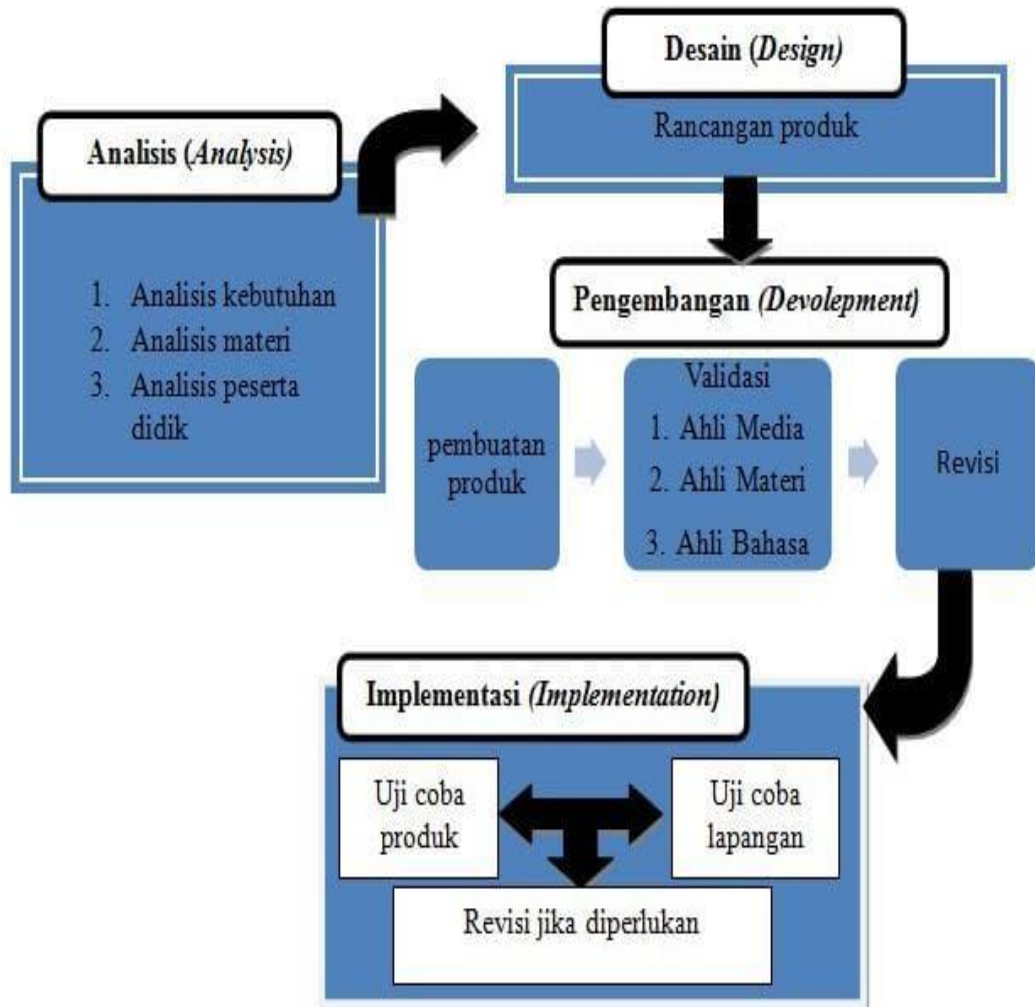 Analisis (Analysis)
1. Analisis kebutuhan
2. Analisis materi
3. Analisis peserta
didik
Desain (Design)
Rancangan produk
Pengembangan (Devolepment)
pembuatan
produk
Validasi
1. Ahli Media
2. Ahli Materi
3. Ahli Bahasa
Revisi
Implementasi (Implementation)
Uji coba
produk
Uji coba
lapangan
Revisi jika diperlukan